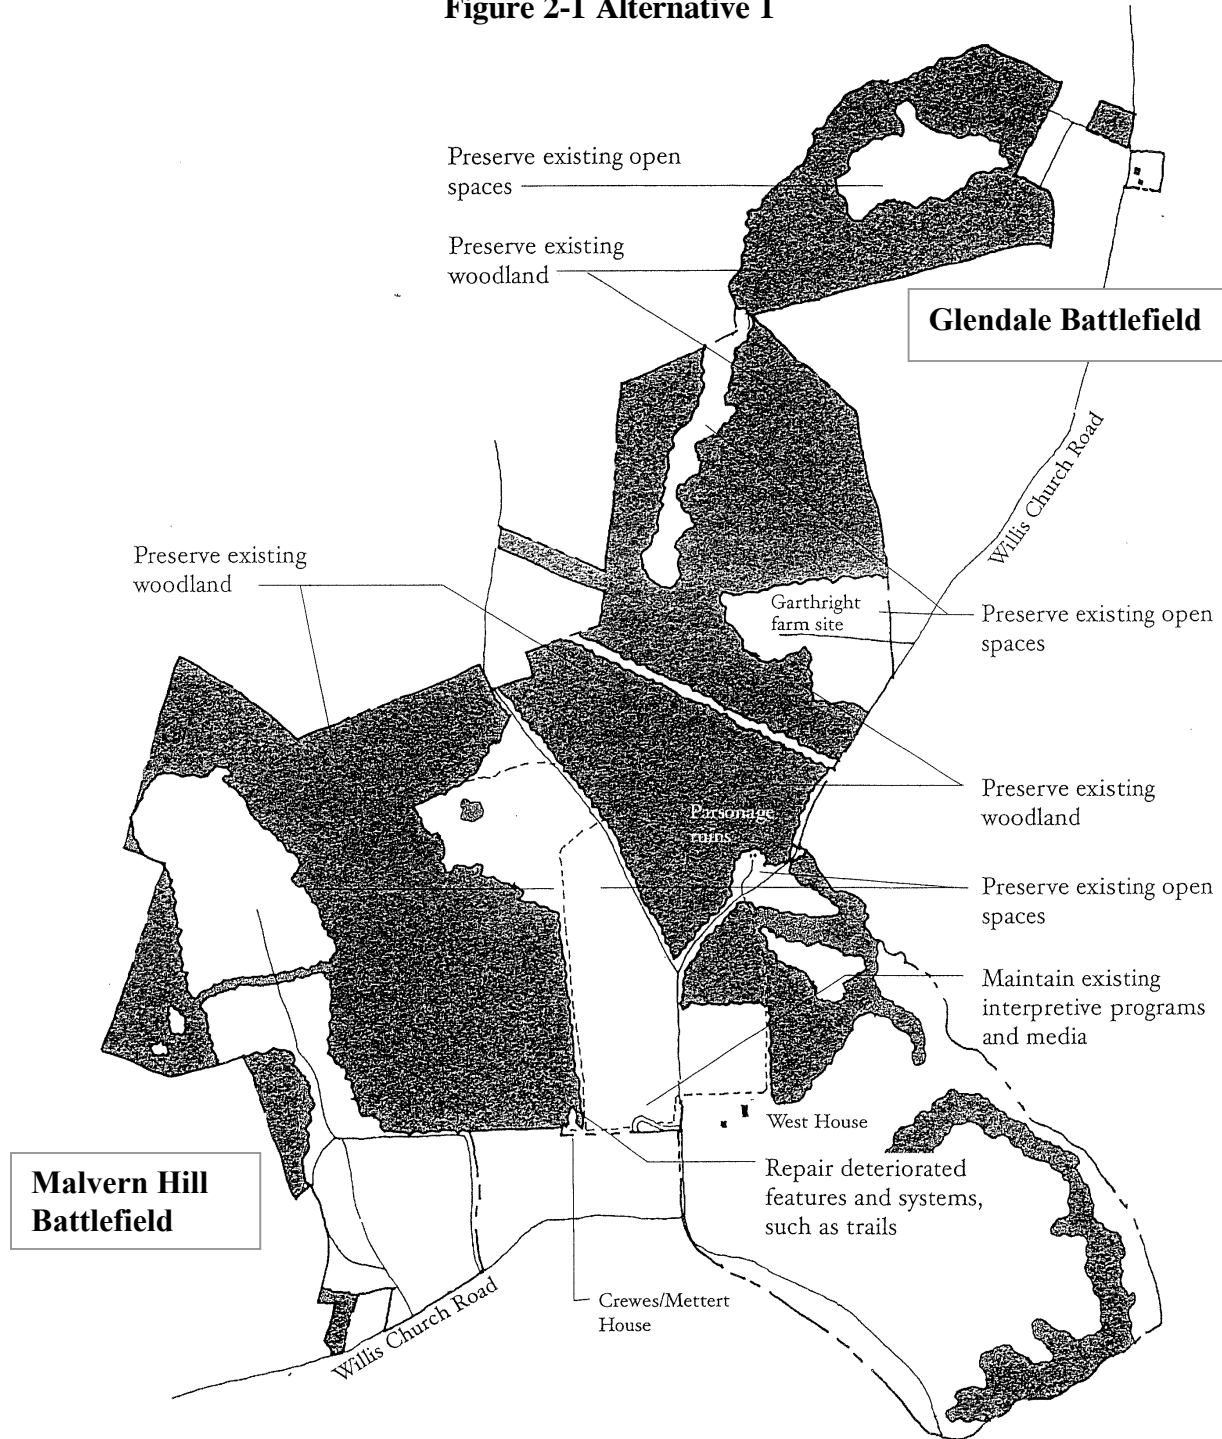 Figure 2-1 Alternative 1
Preserve existing open
spaces
Preserve existing
woodland
Glendale Battlefield
Willis Church Road
Preserve existing
woodland
Garthright
farm site
Preserve existing open
spaces
Preserve existing
woodland
Parsonage
ruins
Preserve existing open
spaces
Maintain existing
interpretive programs
and media
West House
Malvern Hill
Battlefield
Repair deteriorated
features and systems,
such as trails
Crewes/Mettert
House
Willis Church Road